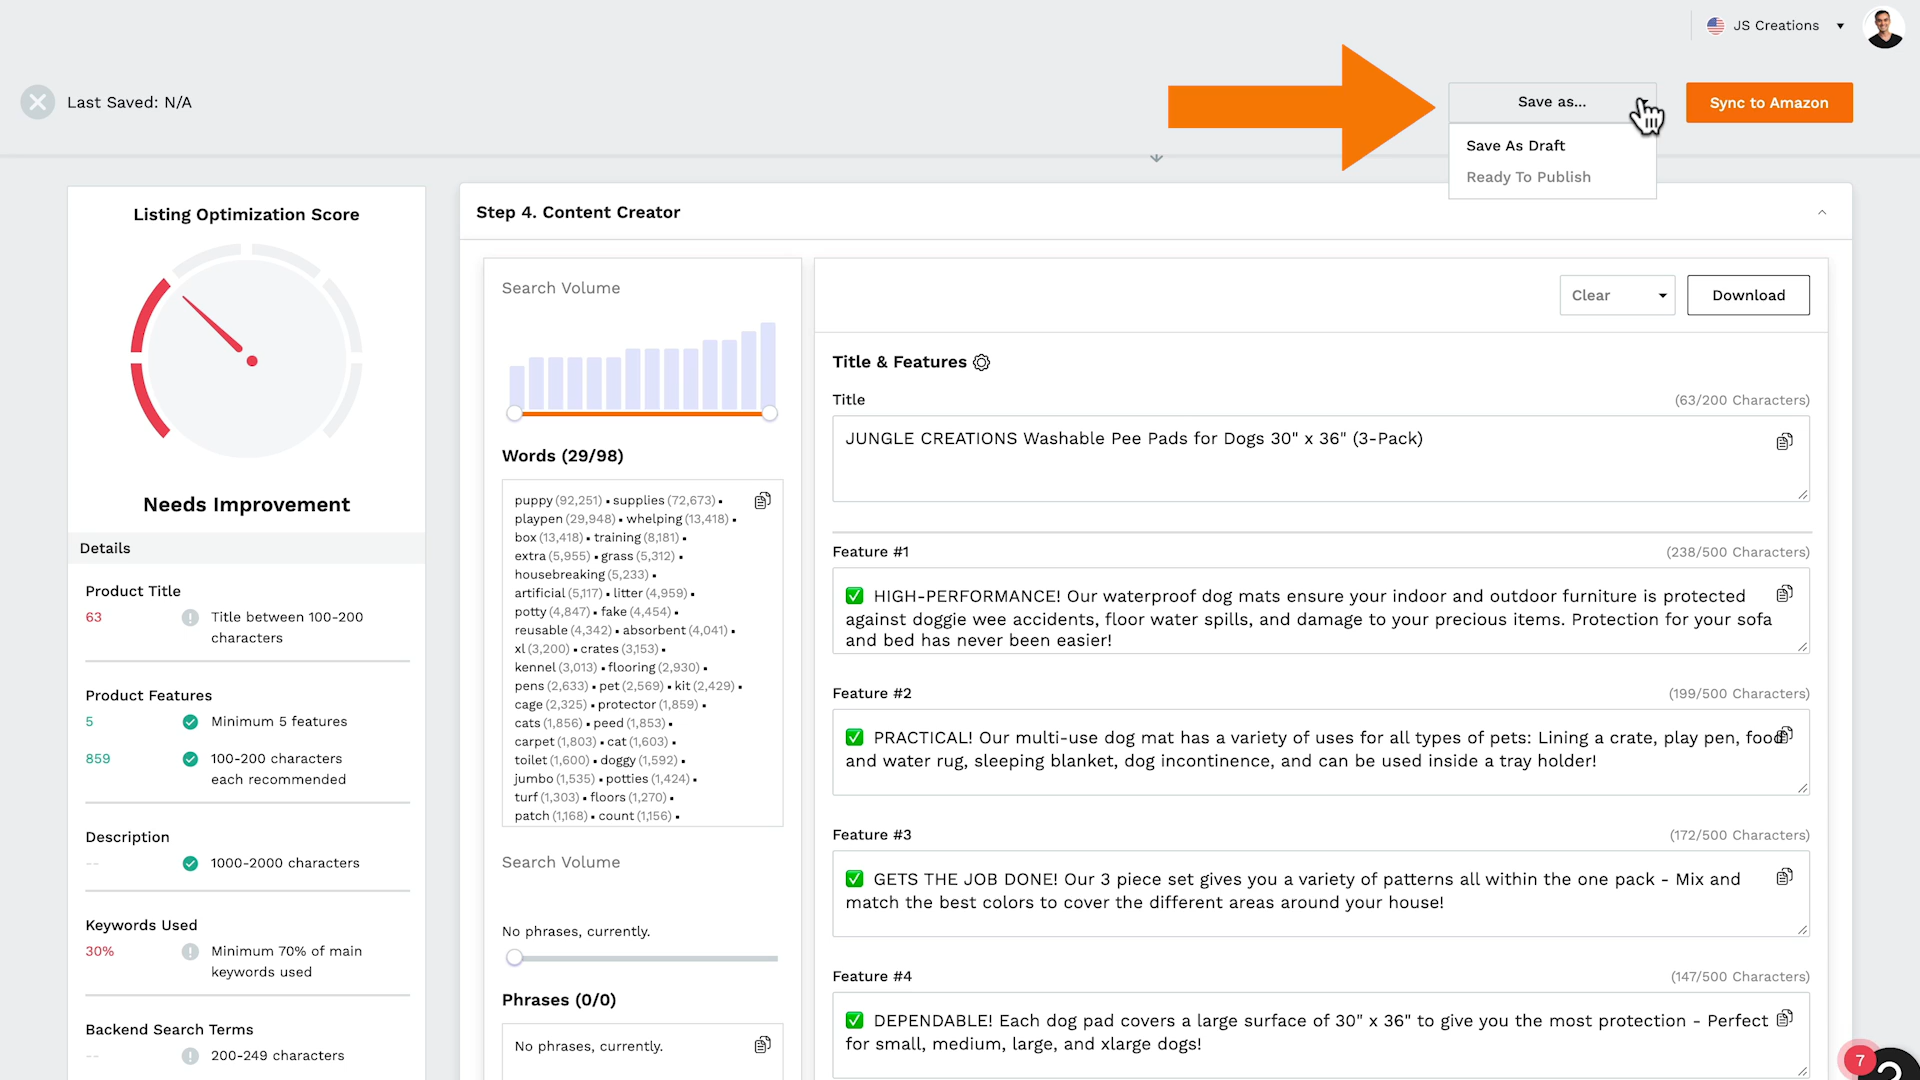 JS Creations
Last Saved: N/A
Save as...
Sync to Amazon
Save As Draft
Ready To Publish
Listing Optimization Score
Needs Improvement
Details
Product Title
63
Title between 100-200
characters
Product Features
5
Minimum 5 features
859
100-200 characters
each recommended
Description
--
1000-2000 characters
Keywords Used
30%
Minimum 70% of main
keywords used
Backend Search Terms
--
200-249 characters
Step 4. Content Creator
Search Volume
Words (29/98)
puppy (92,251) • supplies (72,673) •
playpen (29,948) • whelping (13,418) •
box (13,418) • training (8,181) •
extra (5,955) • grass (5,312) •
housebreaking (5,233) •
artificial (5,117) • litter (4,959) •
potty (4,847) • fake (4,454) •
reusable (4,342) • absorbent (4,041) •
xl (3,200) • crates (3,153) •
kennel (3,013) • flooring (2,930) •
pens (2,633) • pet (2,569) • kit (2,429) •
cage (2,325) • protector (1,859) •
cats (1,856) • peed (1,853) •
carpet (1,803) • cat (1,603) •
toilet (1,600) • doggy (1,592) •
jumbo (1,535) • potties (1,424) •
turf (1,303) • floors (1,270) •
patch (1,168) • count (1,156) •
Search Volume
No phrases, currently.
Phrases (0/0)
No phrases, currently.
Clear
Download
Title & Features
Title
(63/200 Characters)
JUNGLE CREATIONS Washable Pee Pads for Dogs 30" x 36" (3-Pack)
Feature #1
(238/500 Characters)
✅ HIGH-PERFORMANCE! Our waterproof dog mats ensure your indoor and outdoor furniture is protected
against doggie wee accidents, floor water spills, and damage to your precious items. Protection for your sofa
and bed has never been easier!
Feature #2
(199/500 Characters)
✅ PRACTICAL! Our multi-use dog mat has a variety of uses for all types of pets: Lining a crate, play pen, food
and water rug, sleeping blanket, dog incontinence, and can be used inside a tray holder!
Feature #3
(172/500 Characters)
✅ GETS THE JOB DONE! Our 3 piece set gives you a variety of patterns all within the one pack - Mix and
match the best colors to cover the different areas around your house!
Feature #4
(147/500 Characters)
✅ DEPENDABLE! Each dog pad covers a large surface of 30" x 36" to give you the most protection - Perfect
for small, medium, large, and xlarge dogs!
7
?